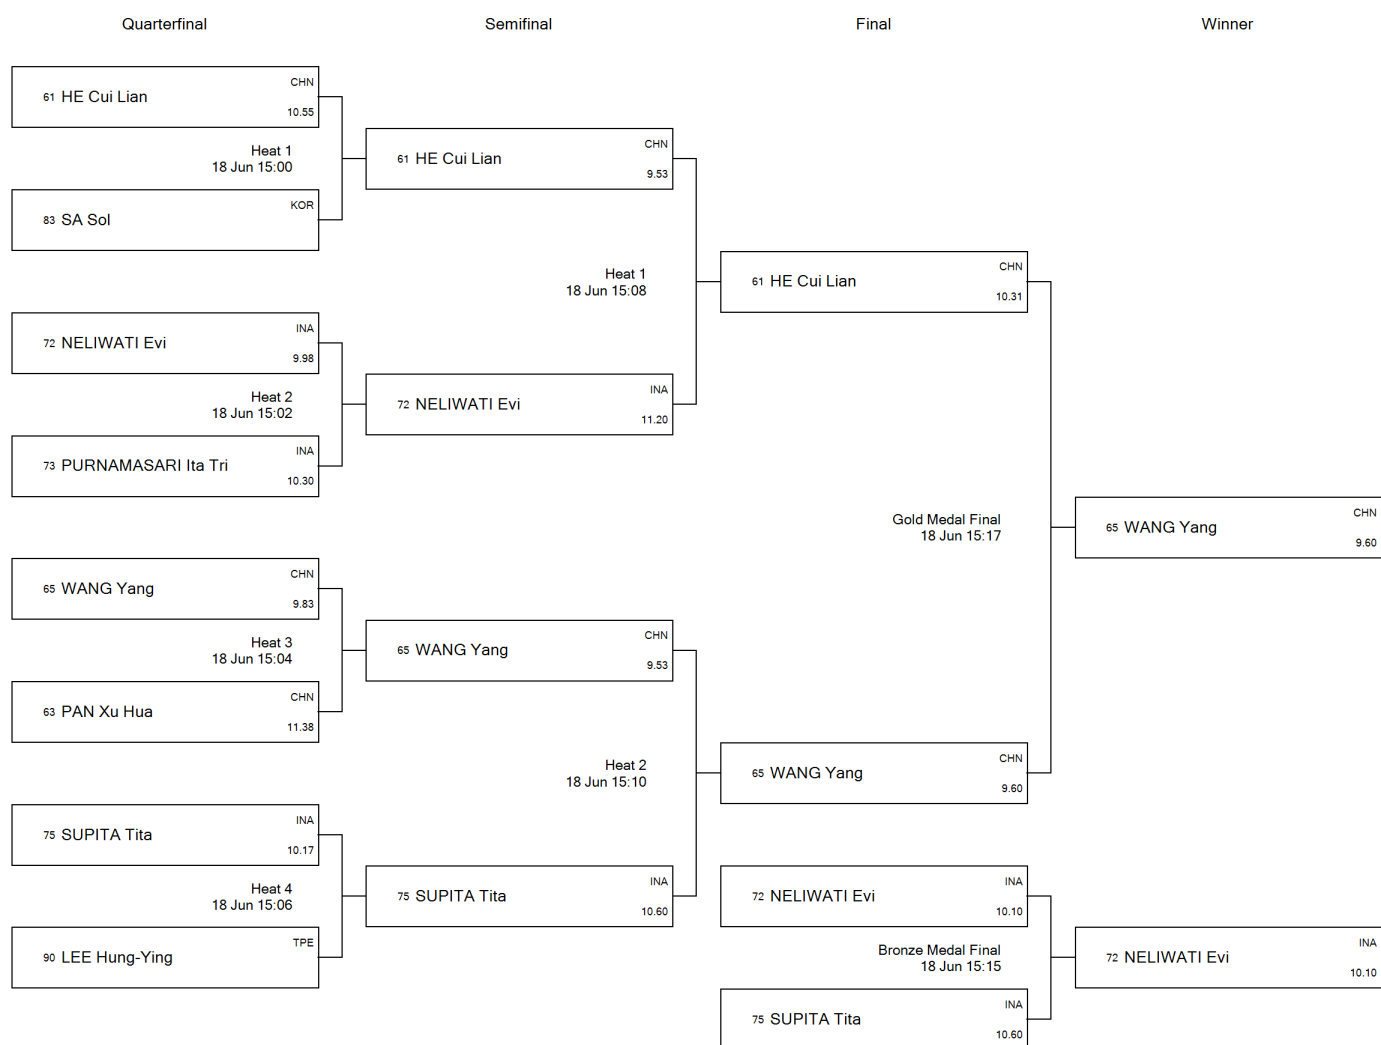 Quarterfinal Semifinal Final Winner
CHN
61 HE Cui Lian
10.55
Heat 1
18 Jun 15:00
KOR
83 SA Sol
INA
72 NELIWATI Evi
9.98
Heat 2
18 Jun 15:02
INA
73 PURNAMASARI Ita Tri
10.30
CHN
65 WANG Yang
9.83
Heat 3
18 Jun 15:04
CHN
63 PAN Xu Hua
11.38
INA
75 SUPITA Tita
10.17
Heat 4
18 Jun 15:06
TPE
90 LEE Hung-Ying
CHN
61 HE Cui Lian
9.53
Heat 1
18 Jun 15:08
INA
72 NELIWATI Evi
11.20
CHN
65 WANG Yang
9.53
Heat 2
18 Jun 15:10
INA
75 SUPITA Tita
10.60
CHN
61 HE Cui Lian
10.31
Gold Medal Final
18 Jun 15:17
CHN
65 WANG Yang
9.60
INA
72 NELIWATI Evi
10.10
Bronze Medal Final
18 Jun 15:15
INA
75 SUPITA Tita
10.60
CHN
65 WANG Yang
9.60
INA
72 NELIWATI Evi
10.10